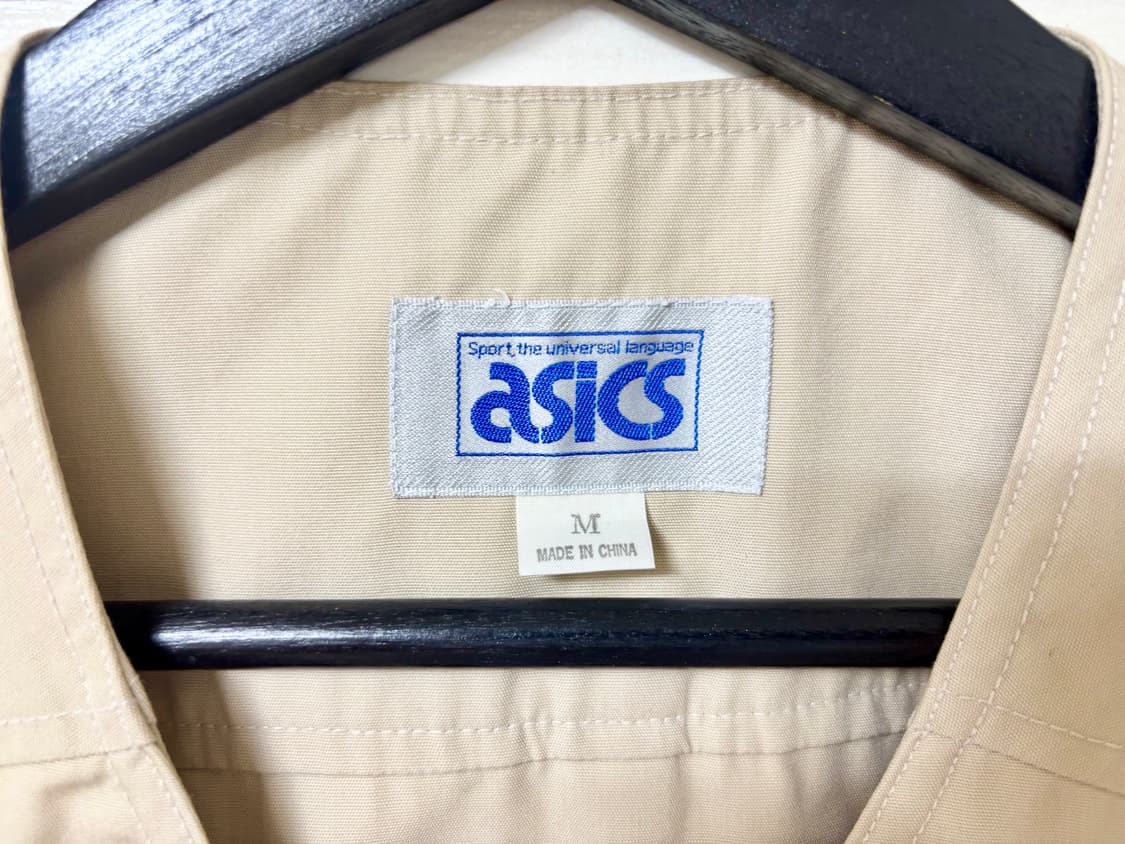 Sport, the universal language
asics
M
MADE IN CHINA